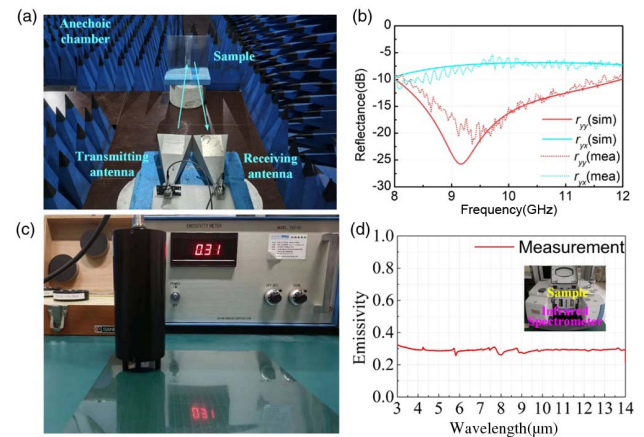 (a)
Anechoic
chamber
Sample
Transmitting
antenna
Receiving
antenna
(b)
Reflectance(dB)
0
-5
-10
-15
-20
-25
-30
8
9
10
11
12
Frequency(GHz)
r_yy(sim)
r_yx(sim)
r_yy(mea)
r_yx(mea)
(c)
EMISSIVITY METER
0.31
0.31
(d)
Emissivity
1.0
0.8
0.6
0.4
0.2
0.0
3 4 5 6 7 8 9 10 11 12 13 14
Wavelength(μm)
Measurement
Sample
Infrared
Spectrometer